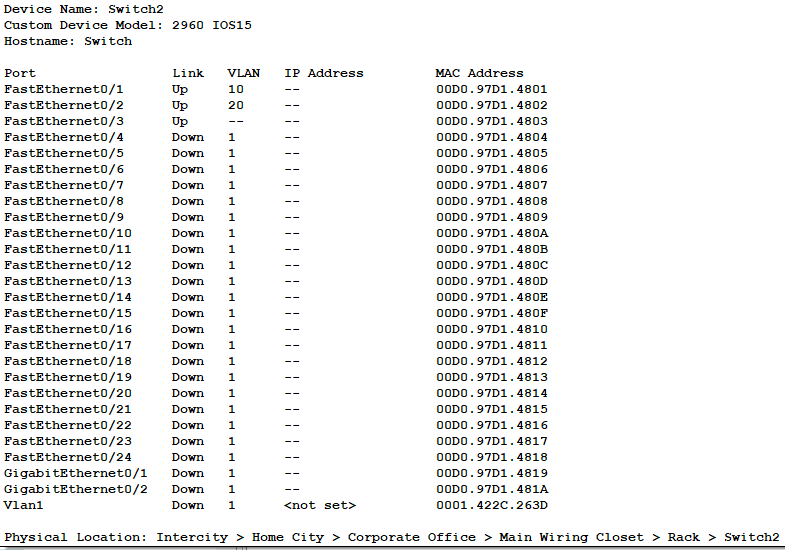 Device Name: Switch2
Custom Device Model: 2960 IOS15
Hostname: Switch
Port Link VLAN IP Address MAC Address
FastEthernet0/1 Up 10 -- 00D0.97D1.4801
FastEthernet0/2 Up 20 -- 00D0.97D1.4802
FastEthernet0/3 Up -- -- 00D0.97D1.4803
FastEthernet0/4 Down 1 -- 00D0.97D1.4804
FastEthernet0/5 Down 1 -- 00D0.97D1.4805
FastEthernet0/6 Down 1 -- 00D0.97D1.4806
FastEthernet0/7 Down 1 -- 00D0.97D1.4807
FastEthernet0/8 Down 1 -- 00D0.97D1.4808
FastEthernet0/9 Down 1 -- 00D0.97D1.4809
FastEthernet0/10 Down 1 -- 00D0.97D1.480A
FastEthernet0/11 Down 1 -- 00D0.97D1.480B
FastEthernet0/12 Down 1 -- 00D0.97D1.480C
FastEthernet0/13 Down 1 -- 00D0.97D1.480D
FastEthernet0/14 Down 1 -- 00D0.97D1.480E
FastEthernet0/15 Down 1 -- 00D0.97D1.480F
FastEthernet0/16 Down 1 -- 00D0.97D1.4810
FastEthernet0/17 Down 1 -- 00D0.97D1.4811
FastEthernet0/18 Down 1 -- 00D0.97D1.4812
FastEthernet0/19 Down 1 -- 00D0.97D1.4813
FastEthernet0/20 Down 1 -- 00D0.97D1.4814
FastEthernet0/21 Down 1 -- 00D0.97D1.4815
FastEthernet0/22 Down 1 -- 00D0.97D1.4816
FastEthernet0/23 Down 1 -- 00D0.97D1.4817
FastEthernet0/24 Down 1 -- 00D0.97D1.4818
GigabitEthernet0/1 Down 1 -- 00D0.97D1.4819
GigabitEthernet0/2 Down 1 -- 00D0.97D1.481A
Vlan1 Down 1 <not set> 0001.422C.263D
Physical Location: Intercity > Home City > Corporate Office > Main Wiring Closet > Rack > Switch2